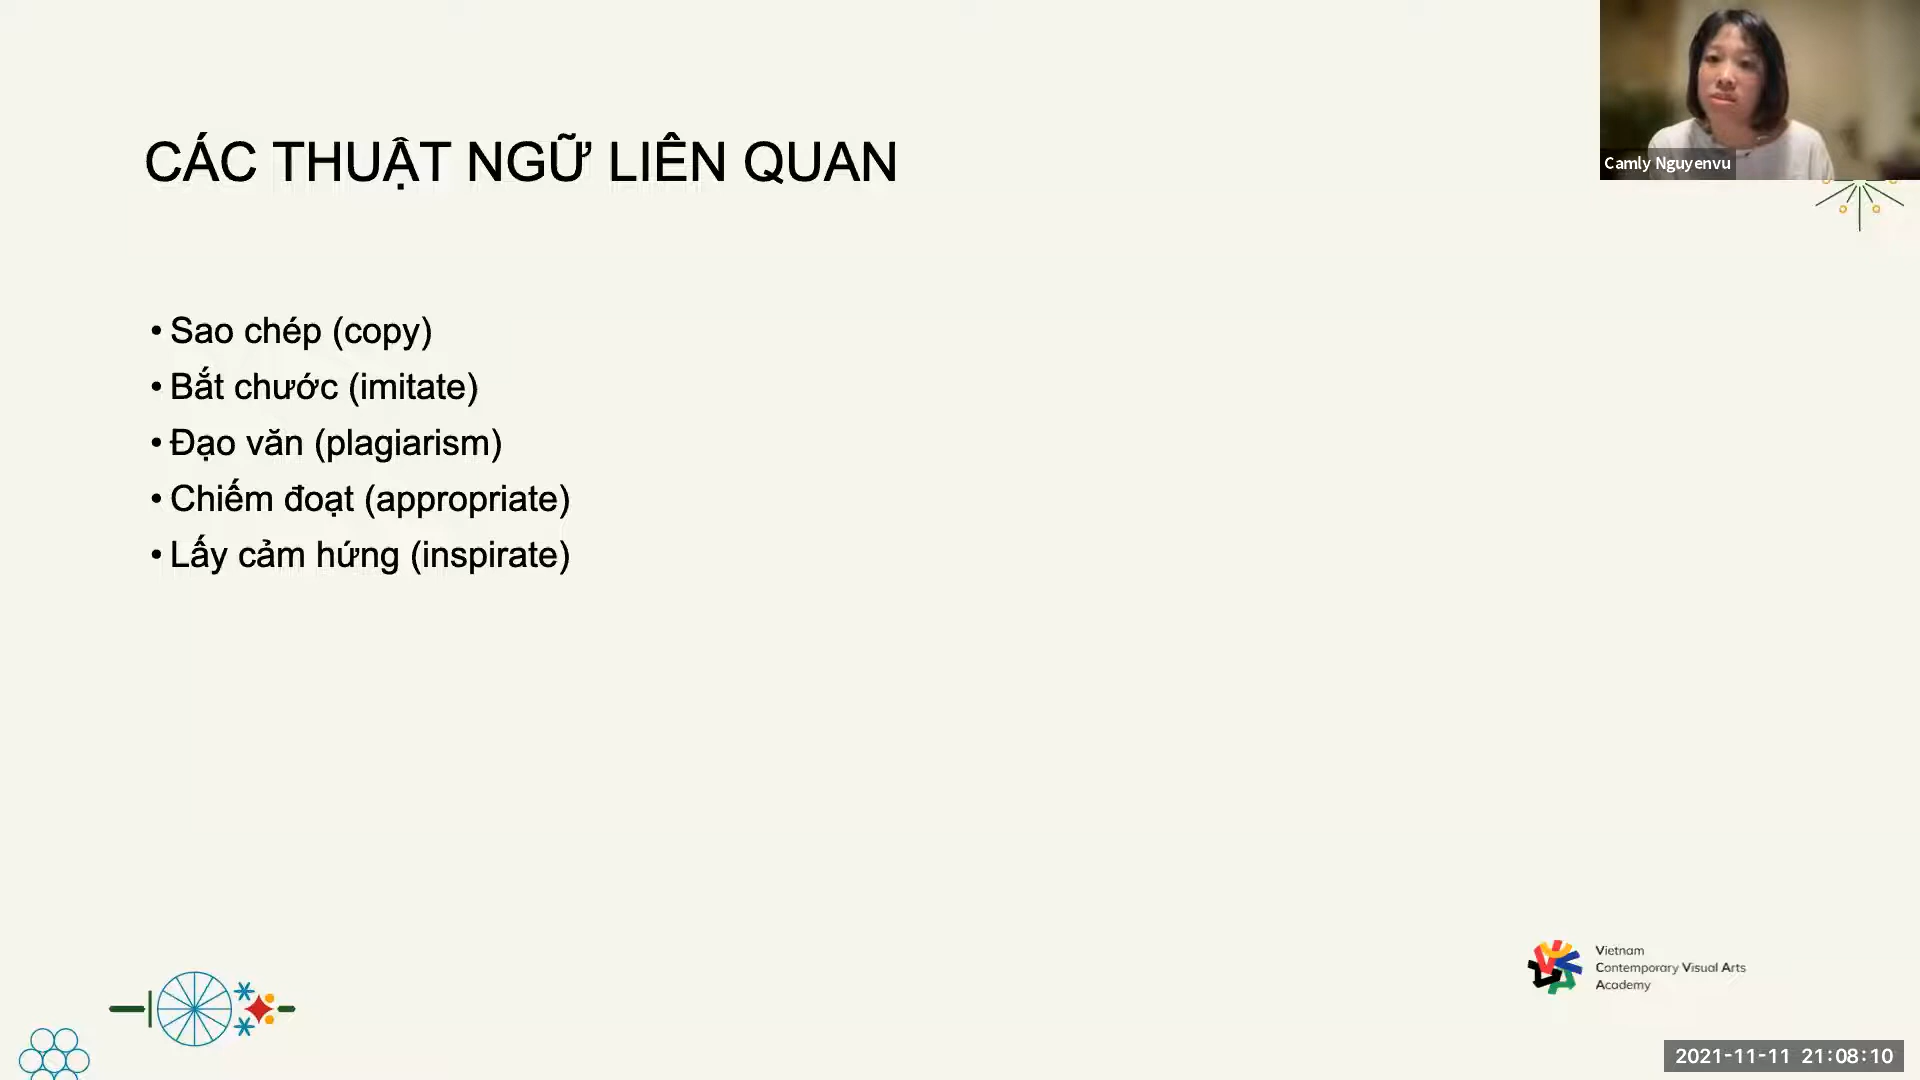 Camly Nguyenvu
CÁC THUẬT NGỮ LIÊN QUAN
• Sao chép (copy)
• Bắt chước (imitate)
• Đạo văn (plagiarism)
• Chiếm đoạt (appropriate)
• Lấy cảm hứng (inspirate)
Vietnam
Contemporary Visual Arts
Academy
2021-11-11 21:08:10